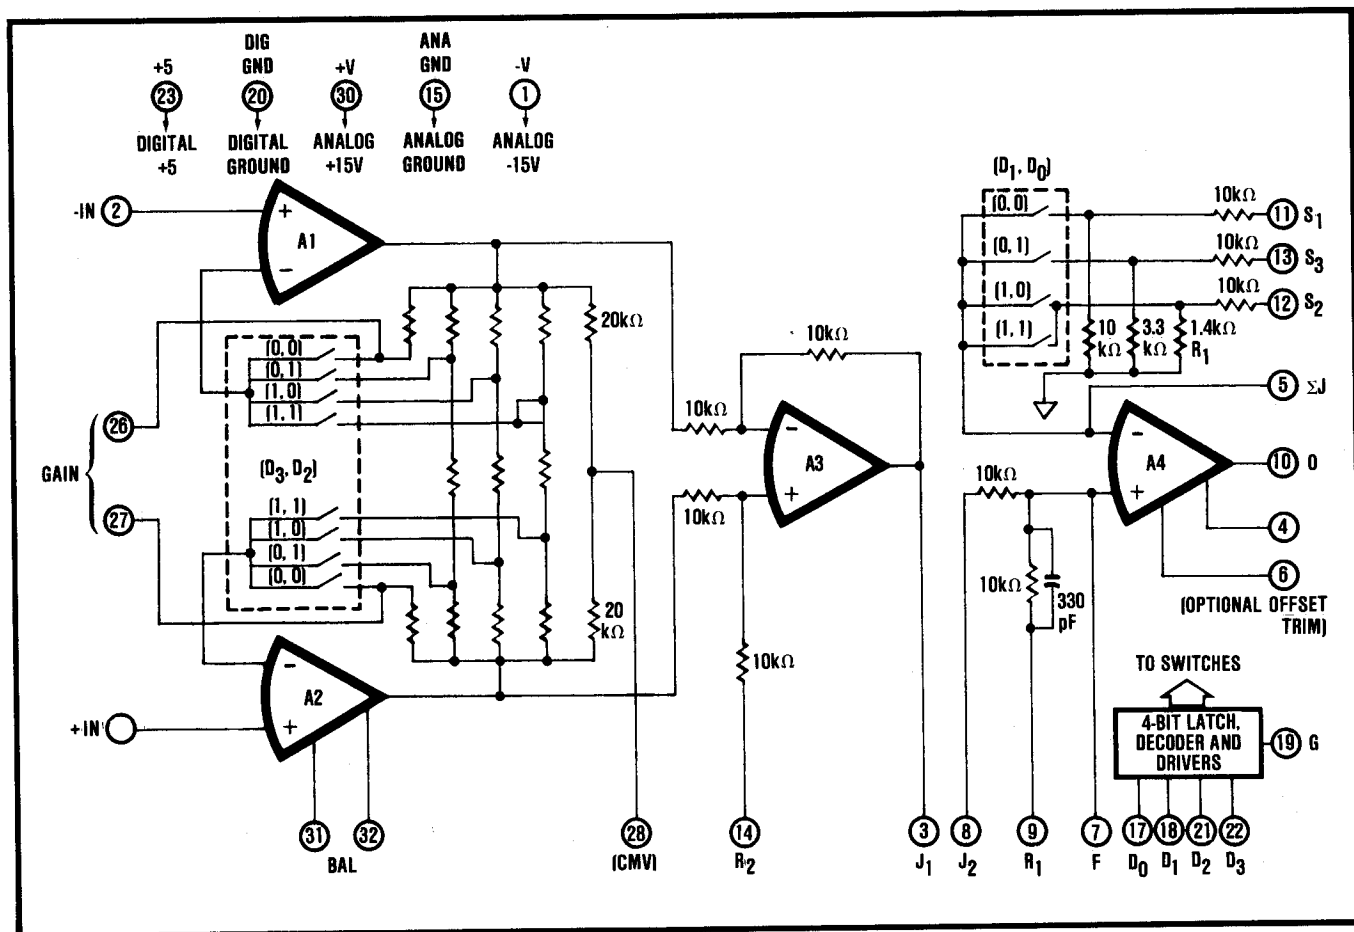 +5
DIG
GND
+V
ANA
GND
-V
23
20
30
15
1
DIGITAL
+5
DIGITAL
GROUND
ANALOG
+15V
ANALOG
GROUND
ANALOG
-15V
-IN 2
+
A1
−
(0, 0)
(0, 1)
(1, 0)
(1, 1)
20kΩ
GAIN
26
27
(D3, D2)
(1, 1)
(1, 0)
(0, 1)
(0, 0)
20
kΩ
−
A2
+
+IN
31
32
BAL
28
(CMV)
10kΩ
10kΩ
10kΩ
−
A3
+
10kΩ
14
R2
3
J1
(D1, D0)
(0, 0)
(0, 1)
(1, 0)
(1, 1)
10kΩ
11 S1
10kΩ
13 S3
10kΩ
12 S2
10
kΩ
3.3
kΩ
1.4kΩ
R1
5 ΣJ
−
A4
+
10 O
4
6
(OPTIONAL OFFSET
TRIM)
10kΩ
10kΩ
330
pF
8
J2
9
R1
7
F
TO SWITCHES
4-BIT LATCH,
DECODER AND
DRIVERS
19 G
17
18
21
22
D0
D1
D2
D3